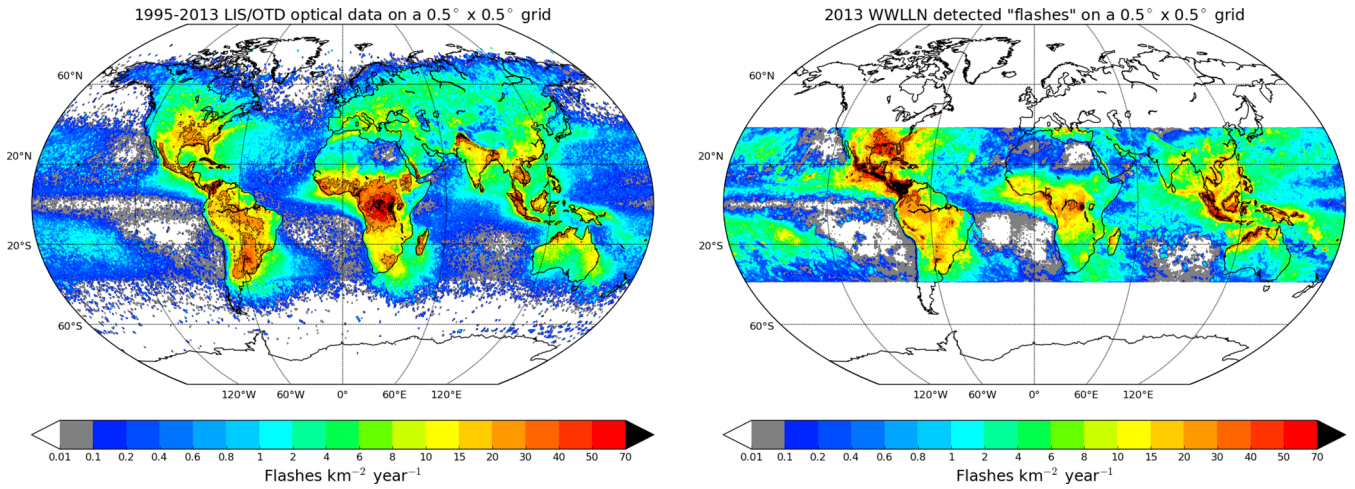 1995-2013 LIS/OTD optical data on a 0.5° x 0.5° grid
60°N
20°N
20°S
60°S
120°W 60°W 0° 60°E 120°E
0.01 0.1 0.2 0.4 0.6 0.8 1 2 4 6 8 10 15 20 30 40 50 70
Flashes km⁻² year⁻¹
2013 WWLLN detected "flashes" on a 0.5° x 0.5° grid
60°N
20°N
20°S
60°S
120°W 60°W 0° 60°E 120°E
0.01 0.1 0.2 0.4 0.6 0.8 1 2 4 6 8 10 15 20 30 40 50 70
Flashes km⁻² year⁻¹